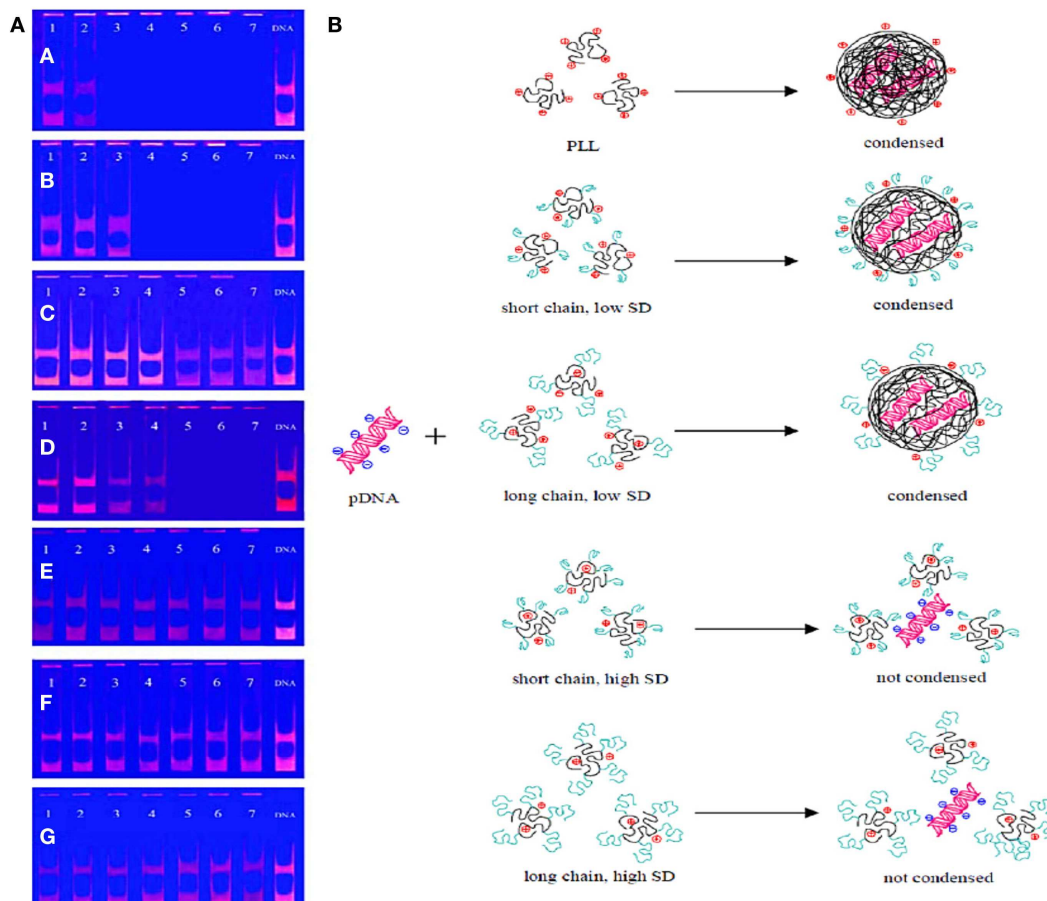 A
B
1 2 3 4 5 6 7 DNA
A
1 2 3 4 5 6 7 DNA
B
1 2 3 4 5 6 7 DNA
C
1 2 3 4 5 6 7 DNA
D
1 2 3 4 5 6 7 DNA
E
1 2 3 4 5 6 7 DNA
F
1 2 3 4 5 6 7 DNA
G
pDNA
+
PLL
condensed
short chain, low SD
condensed
long chain, low SD
condensed
short chain, high SD
not condensed
long chain, high SD
not condensed